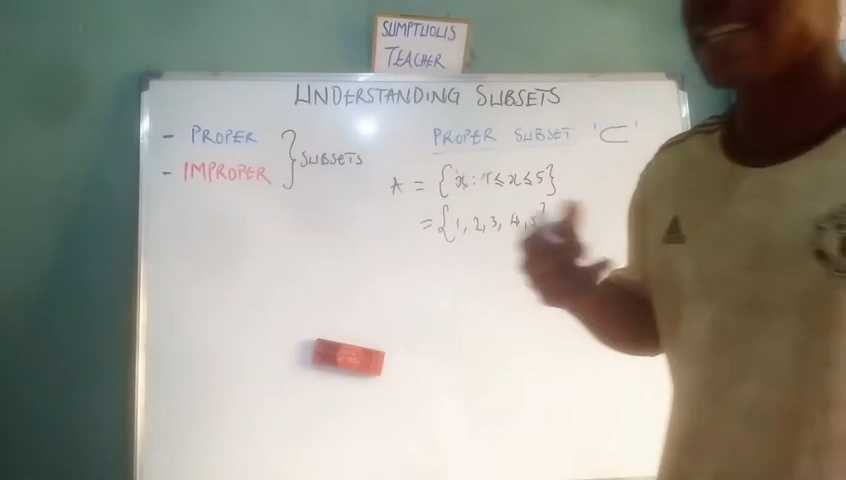 SUMPTUOUS
TEACHER
UNDERSTANDING SUBSETS
- PROPER
- IMPROPER
} SUBSETS
PROPER SUBSET '⊂'
A = {x : 1 ≤ x ≤ 5}
= {1, 2, 3, 4, 5}